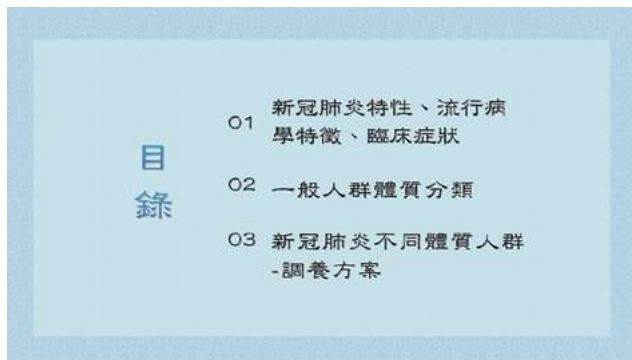 目
錄
01
新冠肺炎特性、流行病
學特徵、臨床症狀
02
一般人群體質分類
03
新冠肺炎不同體質人群
-調養方案